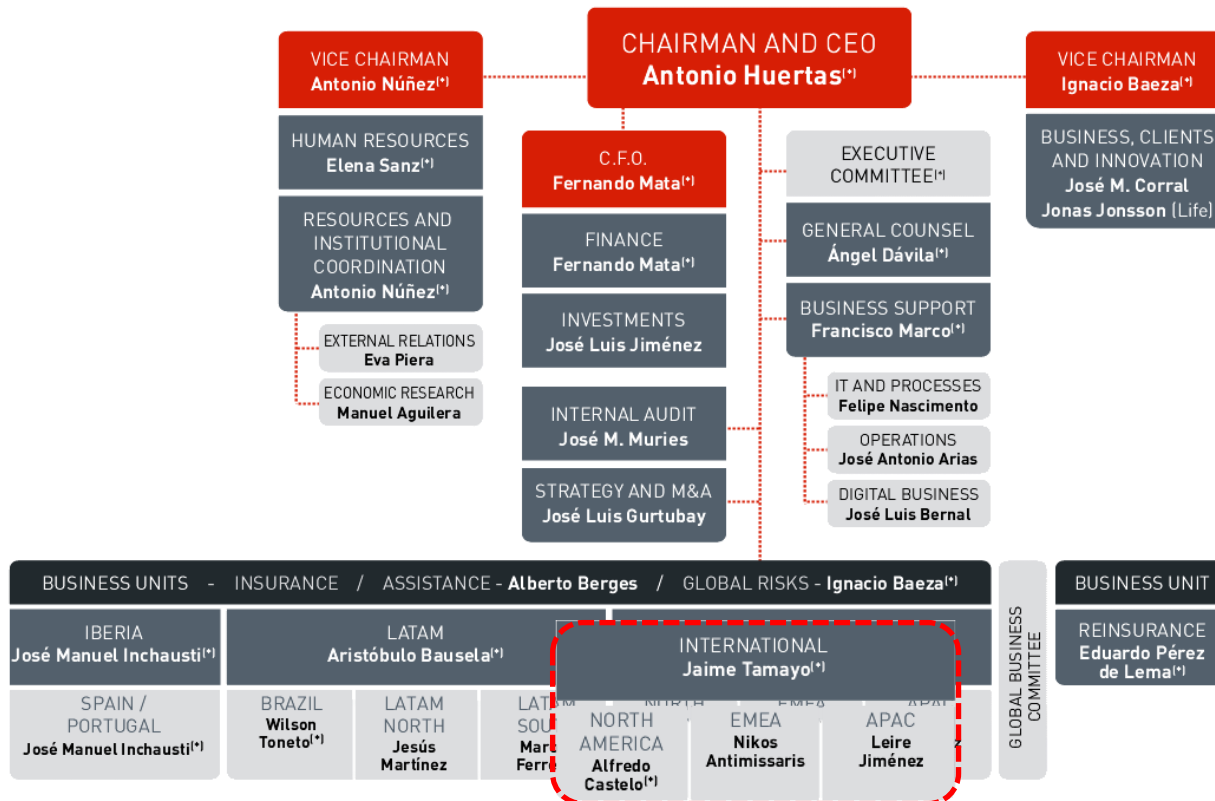 VICE CHAIRMAN
Antonio Núñez(*)
CHAIRMAN AND CEO
Antonio Huertas(*)
VICE CHAIRMAN
Ignacio Baeza(*)
HUMAN RESOURCES
Elena Sanz(*)
RESOURCES AND
INSTITUTIONAL
COORDINATION
Antonio Núñez(*)
EXTERNAL RELATIONS
Eva Piera
ECONOMIC RESEARCH
Manuel Aguilera
C.F.O.
Fernando Mata(*)
FINANCE
Fernando Mata(*)
INVESTMENTS
José Luis Jiménez
INTERNAL AUDIT
José M. Muries
STRATEGY AND M&A
José Luis Gurtubay
EXECUTIVE
COMMITTEE(*)
GENERAL COUNSEL
Ángel Dávila(*)
BUSINESS SUPPORT
Francisco Marco(*)
IT AND PROCESSES
Felipe Nascimento
OPERATIONS
José Antonio Arias
DIGITAL BUSINESS
José Luis Bernal
BUSINESS, CLIENTS
AND INNOVATION
José M. Corral
Jonas Jonsson (Life)
BUSINESS UNITS - INSURANCE / ASSISTANCE - Alberto Berges / GLOBAL RISKS - Ignacio Baeza(*)
IBERIA
José Manuel Inchausti(*)
SPAIN /
PORTUGAL
José Manuel Inchausti(*)
LATAM
Aristóbulo Bausela(*)
BRAZIL
Wilson
Toneto(*)
LATAM
NORTH
Jesús
Martínez
LATAM
INTERNATIONAL
Jaime Tamayo(*)
NORTH
AMERICA
Alfredo
Castelo(*)
EMEA
Nikos
Antimissaris
APAC
Leire
Jiménez
GLOBAL BUSINESS
COMMITTEE
BUSINESS UNIT
REINSURANCE
Eduardo Pérez
de Lema(*)